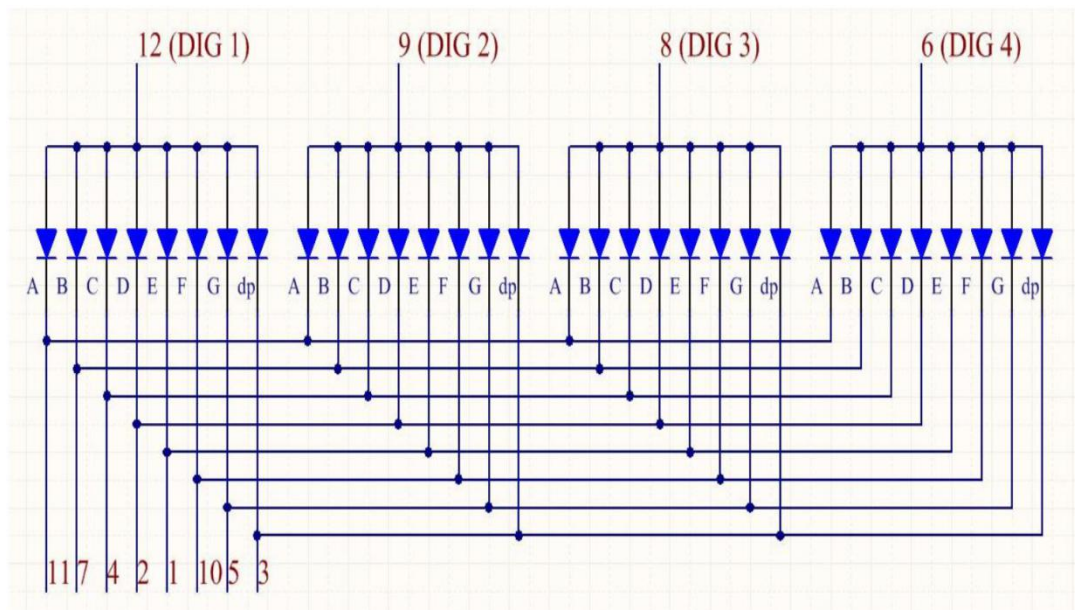 12 (DIG 1) 9 (DIG 2) 8 (DIG 3) 6 (DIG 4)
A B C D E F G dp A B C D E F G dp A B C D E F G dp A B C D E F G dp
11 7 4 2 1 10 5 3